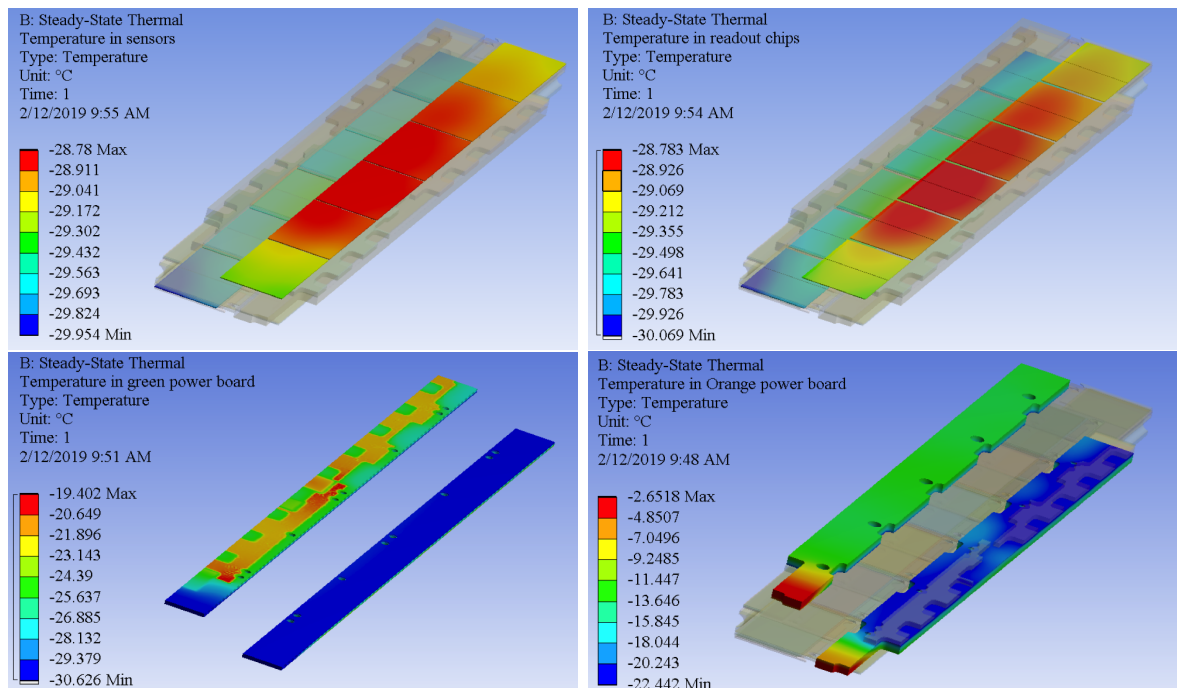 B: Steady-State Thermal
Temperature in sensors
Type: Temperature
Unit: °C
Time: 1
2/12/2019 9:55 AM
-28.78 Max
-28.911
-29.041
-29.172
-29.302
-29.432
-29.563
-29.693
-29.824
-29.954 Min
B: Steady-State Thermal
Temperature in readout chips
Type: Temperature
Unit: °C
Time: 1
2/12/2019 9:54 AM
-28.783 Max
-28.926
-29.069
-29.212
-29.355
-29.498
-29.641
-29.783
-29.926
-30.069 Min
B: Steady-State Thermal
Temperature in green power board
Type: Temperature
Unit: °C
Time: 1
2/12/2019 9:51 AM
-19.402 Max
-20.649
-21.896
-23.143
-24.39
-25.637
-26.885
-28.132
-29.379
-30.626 Min
B: Steady-State Thermal
Temperature in Orange power board
Type: Temperature
Unit: °C
Time: 1
2/12/2019 9:48 AM
-2.6518 Max
-4.8507
-7.0496
-9.2485
-11.447
-13.646
-15.845
-18.044
-20.243
-22.442 Min